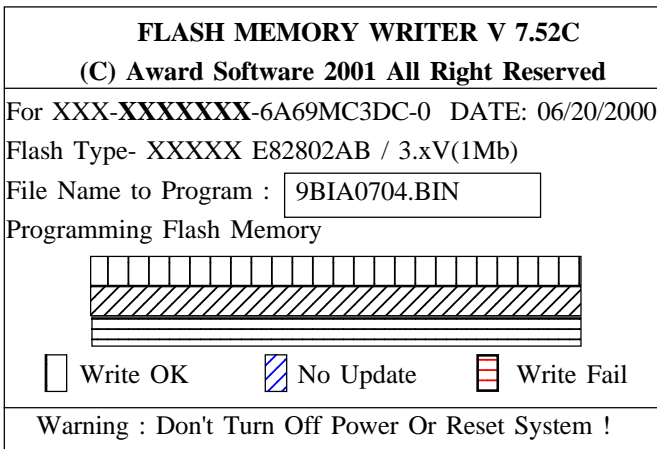 FLASH MEMORY WRITER V 7.52C
(C) Award Software 2001 All Right Reserved
For XXX-XXXXXXX-6A69MC3DC-0 DATE: 06/20/2000
Flash Type- XXXXX E82802AB / 3.xV(1Mb)
File Name to Program : 9BIA0704.BIN
Programming Flash Memory
Write OK No Update Write Fail
Warning : Don't Turn Off Power Or Reset System !